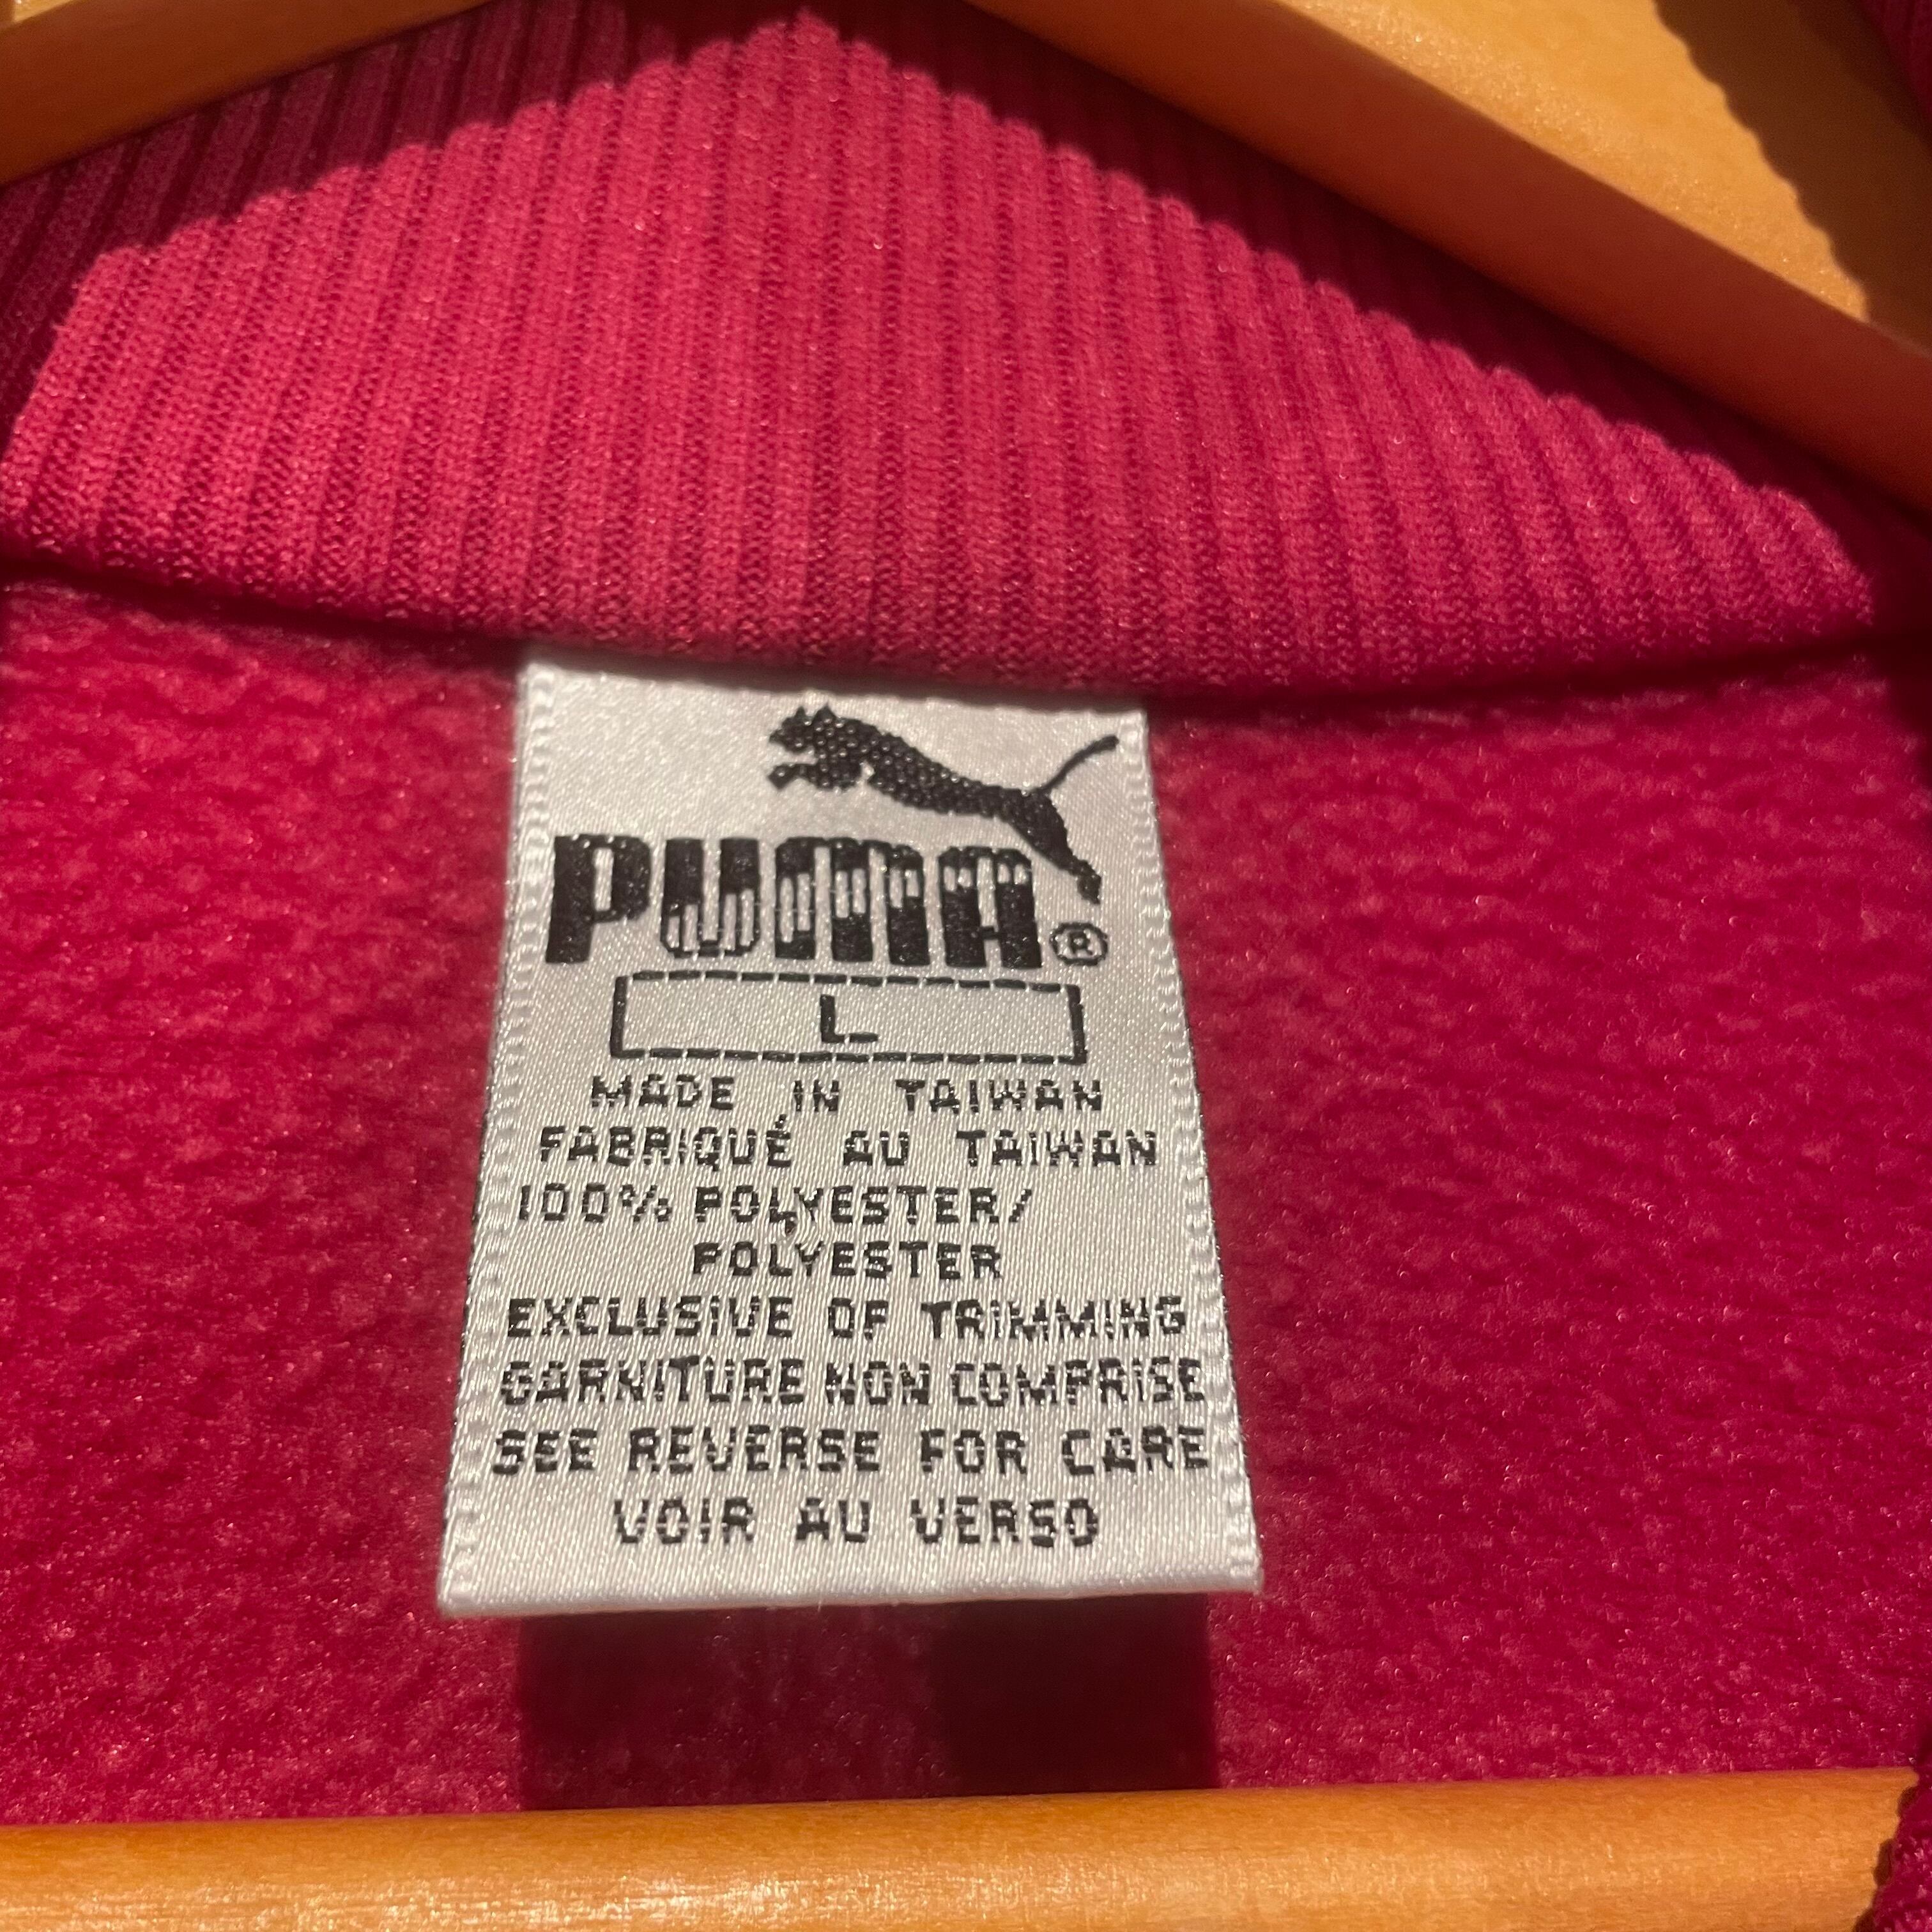 PUMA®
L
MADE IN TAIWAN
FABRIQUÉ AU TAIWAN
100% POLYESTER/
POLYESTER
EXCLUSIVE OF TRIMMING
GARNITURE NON COMPRISE
SEE REVERSE FOR CARE
VOIR AU VERSO